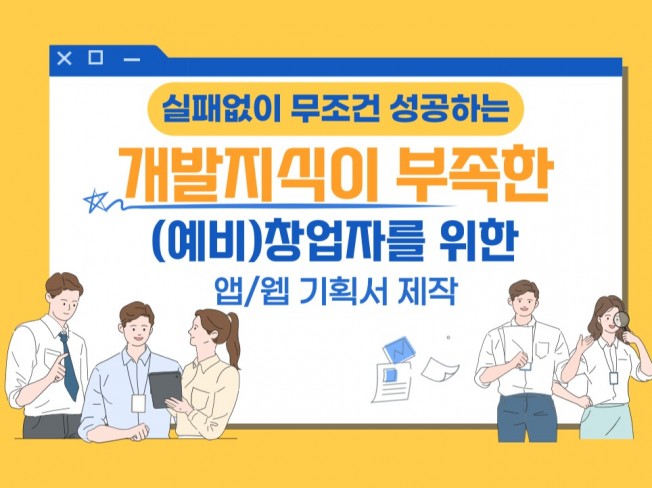 실패없이 무조건 성공하는
개발지식이 부족한
(예비)창업자를 위한
앱/웹 기획서 제작